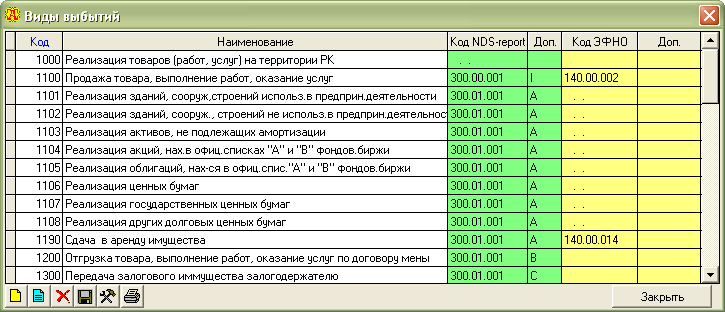 Виды выбытий
Код Наименование Код NDS-report Доп. Код ЭФНО Доп.
1000 Реализация товаров (работ, услуг) на территории РК . .
1100 Продажа товара, выполнение работ, оказание услуг 300.00.001 I 140.00.002
1101 Реализация зданий, сооруж,строений использ.в предприн.деятельности 300.01.001 A . .
1102 Реализация зданий, сооруж., строений не использ.в предприн.деятельнос 300.01.001 A . .
1103 Реализация активов, не подлежащих амортизации 300.01.001 A . .
1104 Реализация акций, нах.в офиц.списках "А" и "В" фондов.биржи 300.01.001 A . .
1105 Реализация облигаций, нах-ся в офиц.спис."А" и "В" фондов.биржи 300.01.001 A . .
1106 Реализация ценных бумаг 300.01.001 A . .
1107 Реализация государственных ценных бумаг 300.01.001 A . .
1108 Реализация других долговых ценных бумаг 300.01.001 A . .
1190 Сдача в аренду имущества 300.01.001 A 140.00.014
1200 Отгрузка товара, выполнение работ, оказание услуг по договору мены 300.01.001 B . .
1300 Передача залогового иммущества залогодержателю 300.01.001 C . .
Закрыть